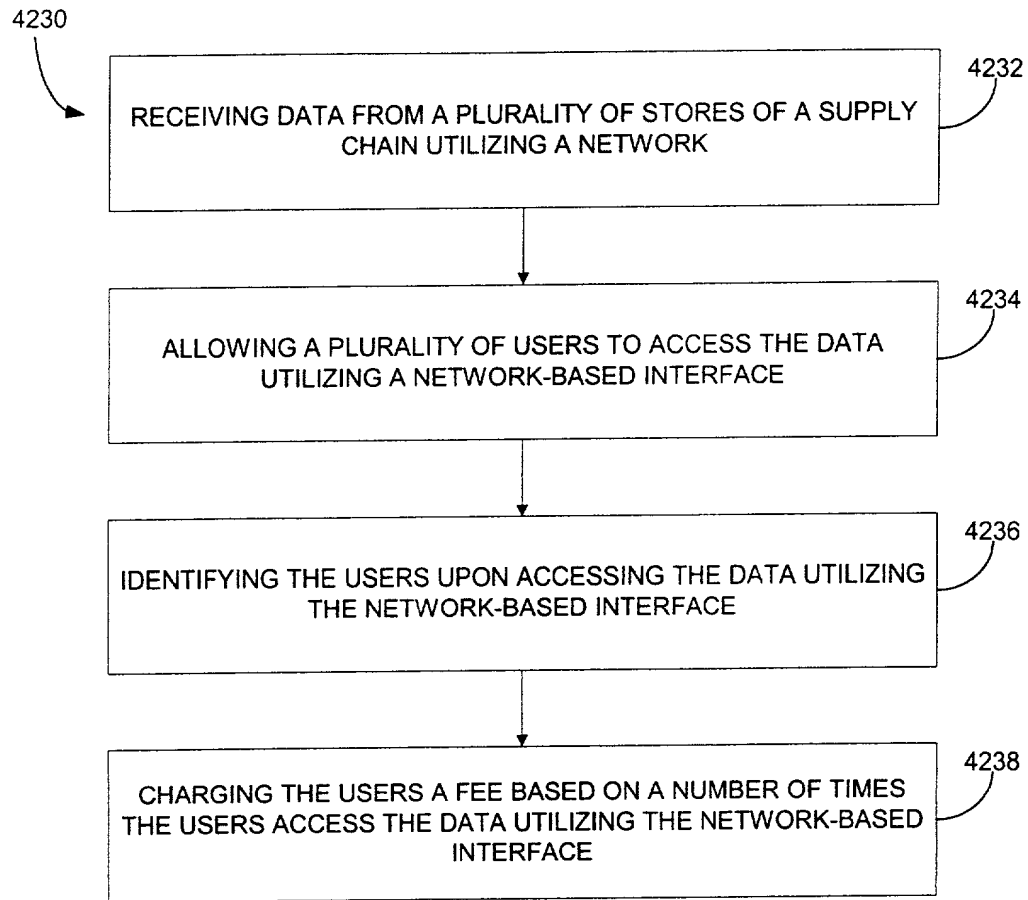 4230
4232
RECEIVING DATA FROM A PLURALITY OF STORES OF A SUPPLY
CHAIN UTILIZING A NETWORK
4234
ALLOWING A PLURALITY OF USERS TO ACCESS THE DATA
UTILIZING A NETWORK-BASED INTERFACE
4236
IDENTIFYING THE USERS UPON ACCESSING THE DATA UTILIZING
THE NETWORK-BASED INTERFACE
4238
CHARGING THE USERS A FEE BASED ON A NUMBER OF TIMES
THE USERS ACCESS THE DATA UTILIZING THE NETWORK-BASED
INTERFACE